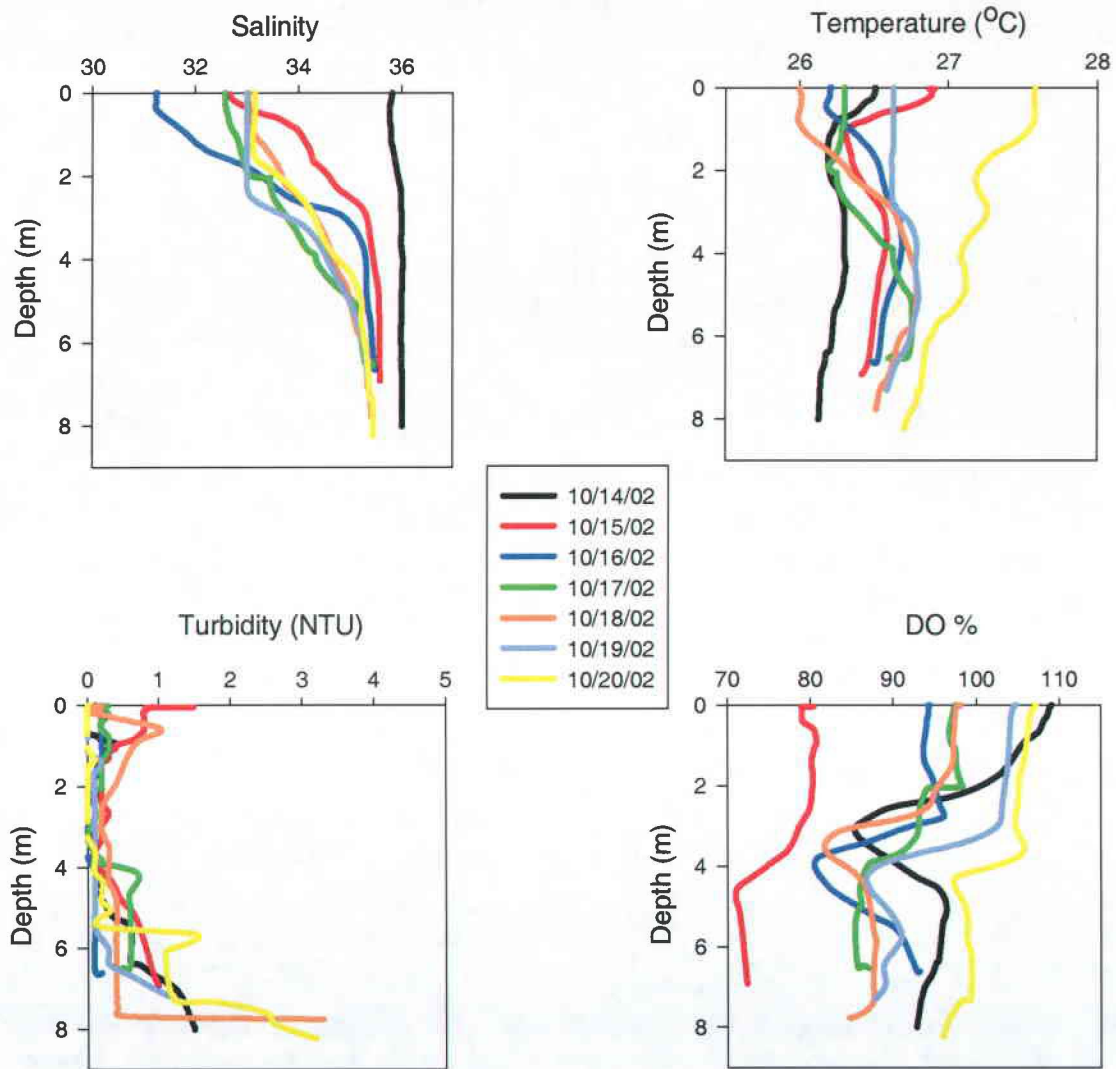 Salinity
30 32 34 36
0
2
4
6
8
Depth (m)
Temperature (°C)
26 27 28
0
2
4
6
8
Depth (m)
10/14/02
10/15/02
10/16/02
10/17/02
10/18/02
10/19/02
10/20/02
Turbidity (NTU)
0 1 2 3 4 5
0
2
4
6
8
Depth (m)
DO %
70 80 90 100 110
0
2
4
6
8
Depth (m)